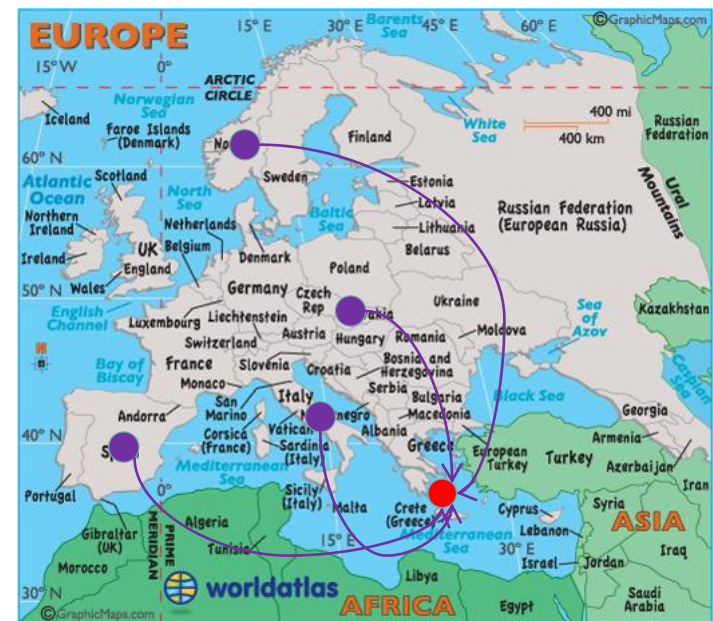 EUROPE
15° E
30° E
Barents
Sea
45° E
60° E
©GraphicMaps.com
15° W
0°
ARCTIC
CIRCLE
Norwegian
Sea
Iceland
Faroe Islands
(Denmark)
Finland
White
Sea
400 mi
400 km
Russian
Federation
60° N
Scotland
Sweden
Estonia
Latvia
Lithuania
Ural
Mountains
Atlantic
Ocean
North
Sea
Baltic
Sea
Russian Federation
(European Russia)
Northern
Ireland
Netherlands
Belarus
UK
Belgium
Ireland
England
Denmark
Poland
Wales
50° N
Germany
Czech
Rep
Ukraine
Sea
of
Azov
Kazakhstan
English
Channel
Luxembourg
Liechtenstein
Austria
Hungary
Romania
Moldova
Switzerland
N
Bay of
Biscay
France
Slovenia
Croatia
Bosnia and
Herzegovina
Caspian
Sea
Monaco
Italy
Serbia
Bulgaria
Black Sea
San
Marino
Andorra
negro
Macedonia
Georgia
40° N
Corsica
(France)
Vatican
Albania
Greece
European
Turkey
Armenia
Sardinia
(Italy)
Turkey
Azerbaijan
Mediterranean
Sea
Iran
Portugal
0°
Sicily
(Italy)
Malta
Crete
(Greece)
Cyprus
Syria
Gibraltar
(UK)
PRIME
MERIDIAN
Algeria
Tunisia
15° E
Mediterranean
Sea
30° E
Lebanon
ASIA
Morocco
Israel
Jordan
Iraq
30° N
worldatlas
Libya
AFRICA
Egypt
Saudi
Arabia
©GraphicMaps.com